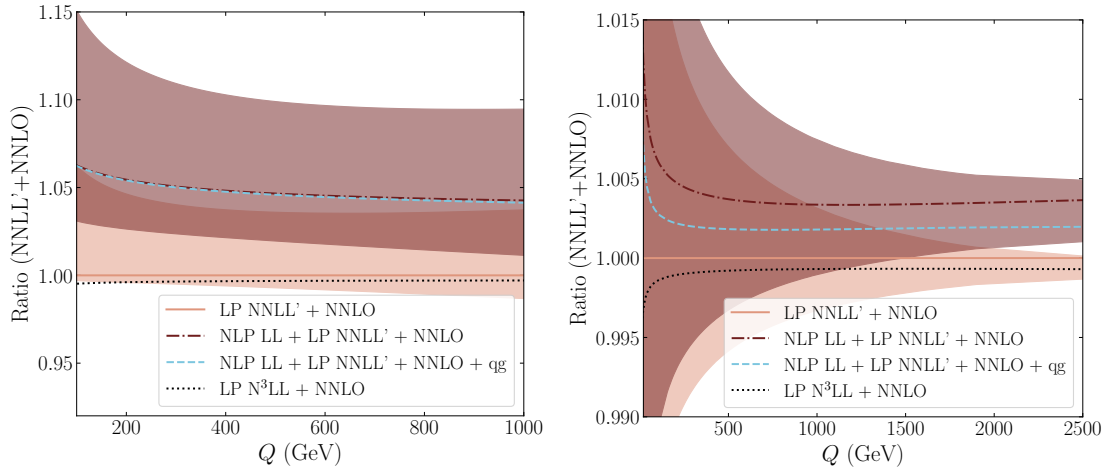 1.15
1.10
1.05
1.00
0.95
Ratio (NNLL'+NNLO)
LP NNLL' + NNLO
NLP LL + LP NNLL' + NNLO
NLP LL + LP NNLL' + NNLO + qg
LP N³LL + NNLO
200 400 600 800 1000
Q (GeV)
1.015
1.010
1.005
1.000
0.995
0.990
Ratio (NNLL'+NNLO)
LP NNLL' + NNLO
NLP LL + LP NNLL' + NNLO
NLP LL + LP NNLL' + NNLO + qg
LP N³LL + NNLO
500 1000 1500 2000 2500
Q (GeV)